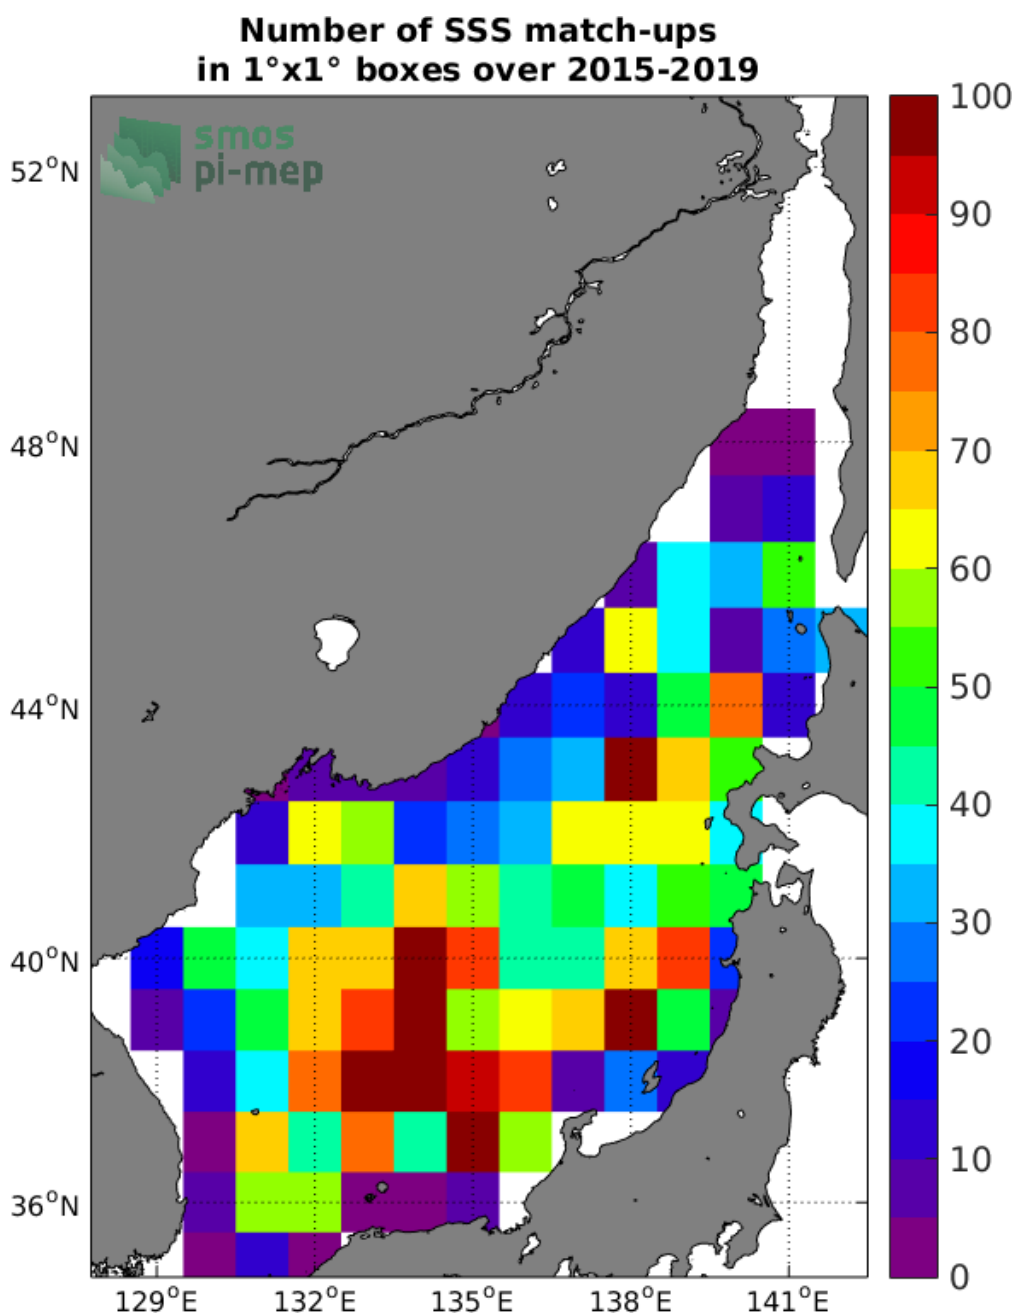 Number of SSS match-ups
in 1°x1° boxes over 2015-2019
smos
pi-mep
52°N
48°N
44°N
40°N
36°N
129°E 132°E 135°E 138°E 141°E
100
90
80
70
60
50
40
30
20
10
0